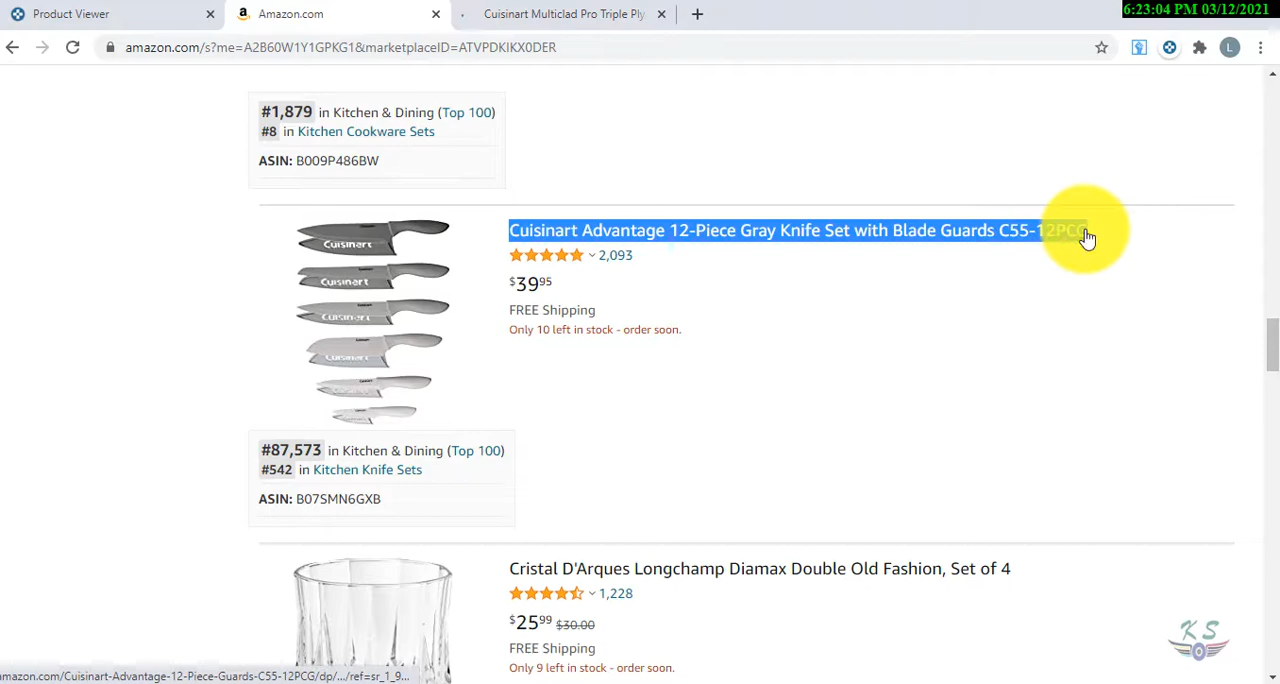 6:23:04 PM 03/12/2021
Product Viewer
Amazon.com
Cuisinart Multiclad Pro Triple Ply
amazon.com/s?me=A2B60W1Y1GPKG1&marketplaceID=ATVPDKIKX0DER
L
#1,879 in Kitchen & Dining (Top 100)
#8 in Kitchen Cookware Sets
ASIN: B009P486BW
Cuisinart Advantage 12-Piece Gray Knife Set with Blade Guards C55-12PCG
2,093
$39.95
FREE Shipping
Only 10 left in stock - order soon.
Cuisinart
Cuisinart
Cuisinart
Cuisinart
#87,573 in Kitchen & Dining (Top 100)
#542 in Kitchen Knife Sets
ASIN: B07SMN6GXB
Cristal D'Arques Longchamp Diamax Double Old Fashion, Set of 4
1,228
$25.99 $30.00
FREE Shipping
Only 9 left in stock - order soon.
KS
amazon.com/Cuisinart-Advantage-12-Piece-Guards-C55-12PCG/dp/.../ref=sr_1_9...